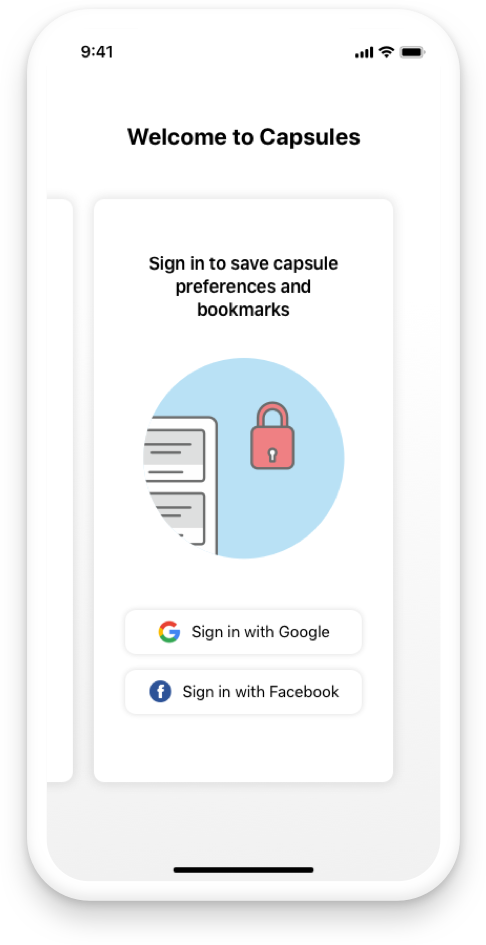 9:41
Welcome to Capsules
Sign in to save capsule
preferences and
bookmarks
Sign in with Google
Sign in with Facebook